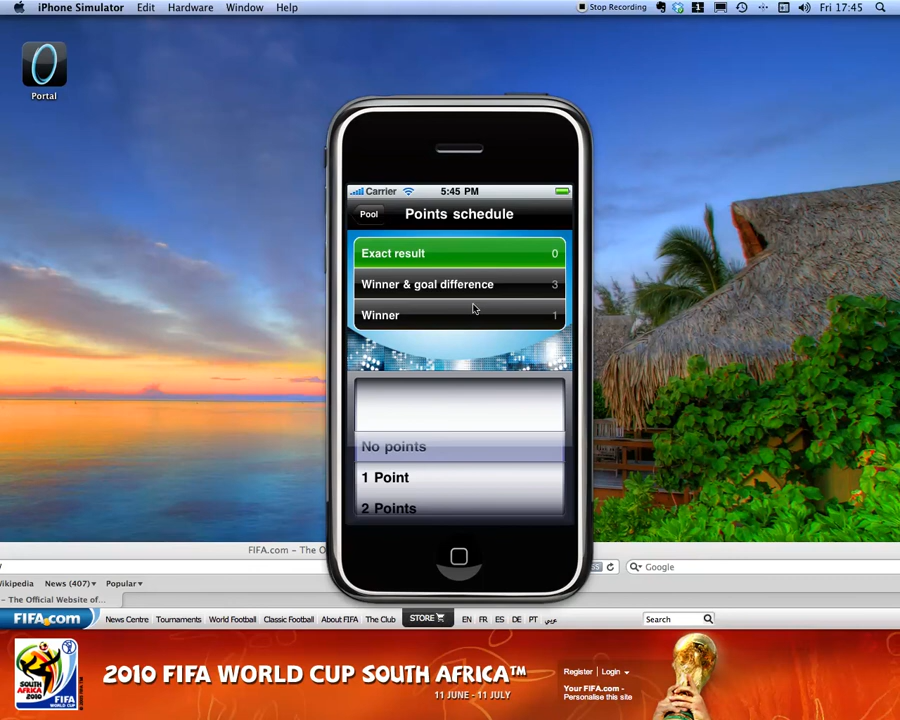 iPhone Simulator Edit Hardware Window Help
Stop Recording 1 Fri 17:45
Portal
Carrier 5:45 PM
Pool Points schedule
Exact result 0
Winner & goal difference 3
Winner 1
No points
1 Point
2 Points
FIFA.com – The O
Google
ikipedia News (407) Popular
– The Official Website of...
FIFA.com News Centre Tournaments World Football Classic Football About FIFA The Club STORE EN FR ES DE PT عربي Search
SOUTH AFRICA 2010
FIFA WORLD CUP
2010 FIFA WORLD CUP SOUTH AFRICA™
11 JUNE - 11 JULY
Register Login
Your FIFA.com -
Personalise this site